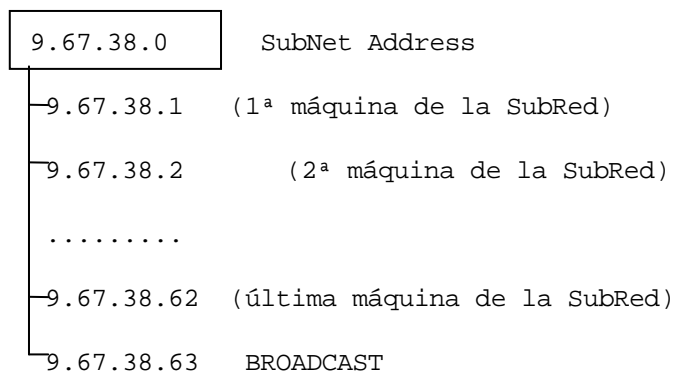 9.67.38.0 SubNet Address
9.67.38.1 (1ª máquina de la SubRed)
9.67.38.2 (2ª máquina de la SubRed)
.........
9.67.38.62 (última máquina de la SubRed)
9.67.38.63 BROADCAST